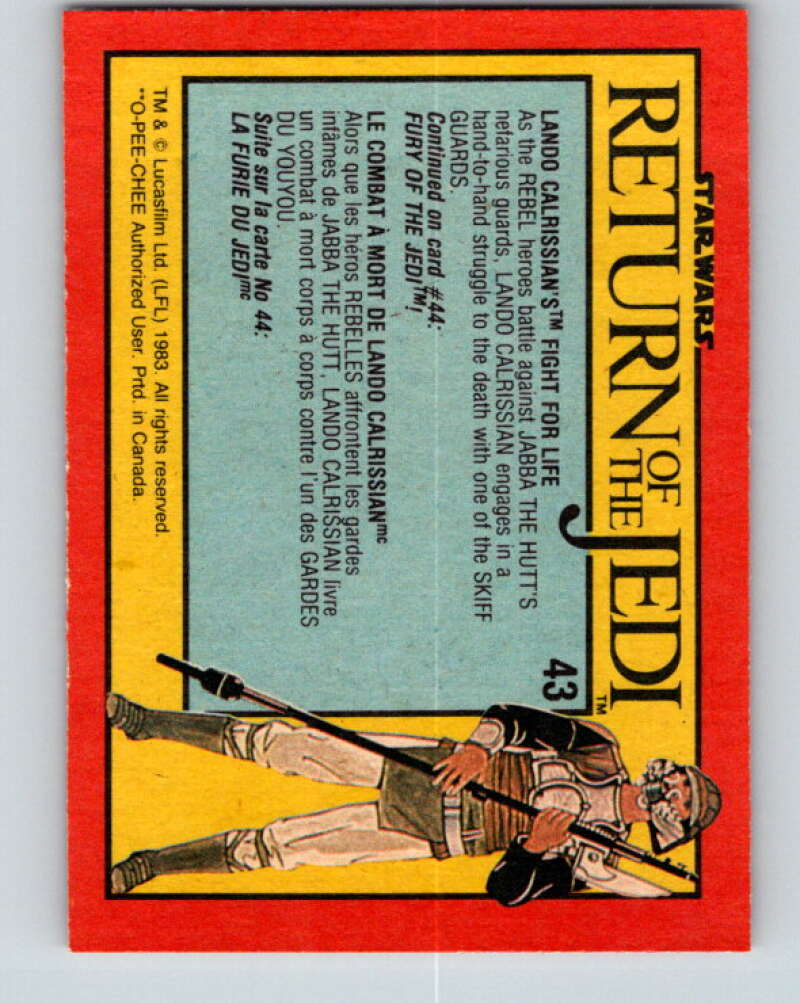 STAR WARS
RETURN OF THE JEDI™
43
LANDO CALRISSIAN'S™ FIGHT FOR LIFE
As the REBEL heroes battle against JABBA THE HUTT'S
nefarious guards, LANDO CALRISSIAN engages in a
hand-to-hand struggle to the death with one of the SKIFF
GUARDS.
Continued on card #44:
FURY OF THE JEDI™!
LE COMBAT À MORT DE LANDO CALRISSIANmc
Alors que les héros REBELLES affrontent les gardes
infâmes de JABBA THE HUTT, LANDO CALRISSIAN livre
un combat à mort corps à corps contre l'un des GARDES
DU YOUYOU.
Suite sur la carte No 44:
LA FURIE DU JEDImc
TM & © Lucasfilm Ltd. (LFL) 1983. All rights reserved.
**O-PEE-CHEE Authorized User. Prtd. in Canada.